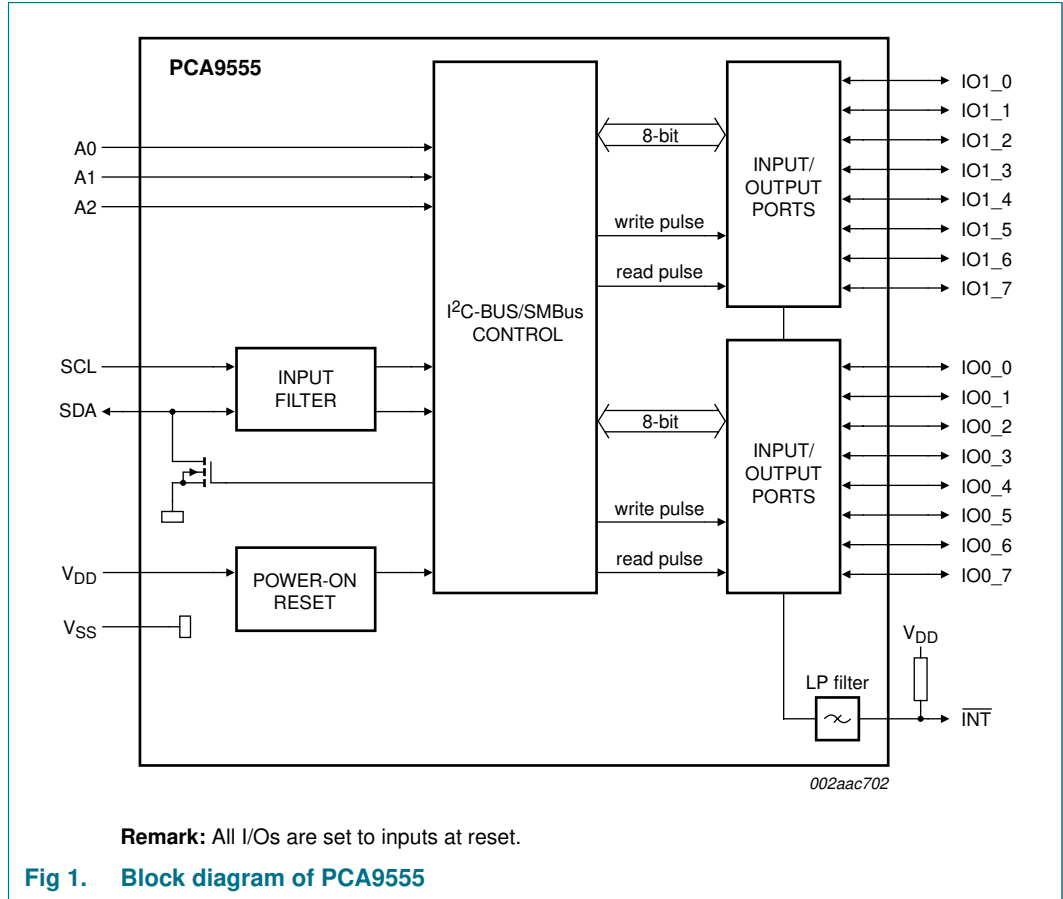 PCA9555
A0
A1
A2
SCL
SDA
VDD
VSS
INPUT
FILTER
POWER-ON
RESET
I²C-BUS/SMBus
CONTROL
8-bit
write pulse
read pulse
8-bit
write pulse
read pulse
INPUT/
OUTPUT
PORTS
INPUT/
OUTPUT
PORTS
IO1_0
IO1_1
IO1_2
IO1_3
IO1_4
IO1_5
IO1_6
IO1_7
IO0_0
IO0_1
IO0_2
IO0_3
IO0_4
IO0_5
IO0_6
IO0_7
VDD
LP filter
INT
002aac702
Remark: All I/Os are set to inputs at reset.
Fig 1. Block diagram of PCA9555